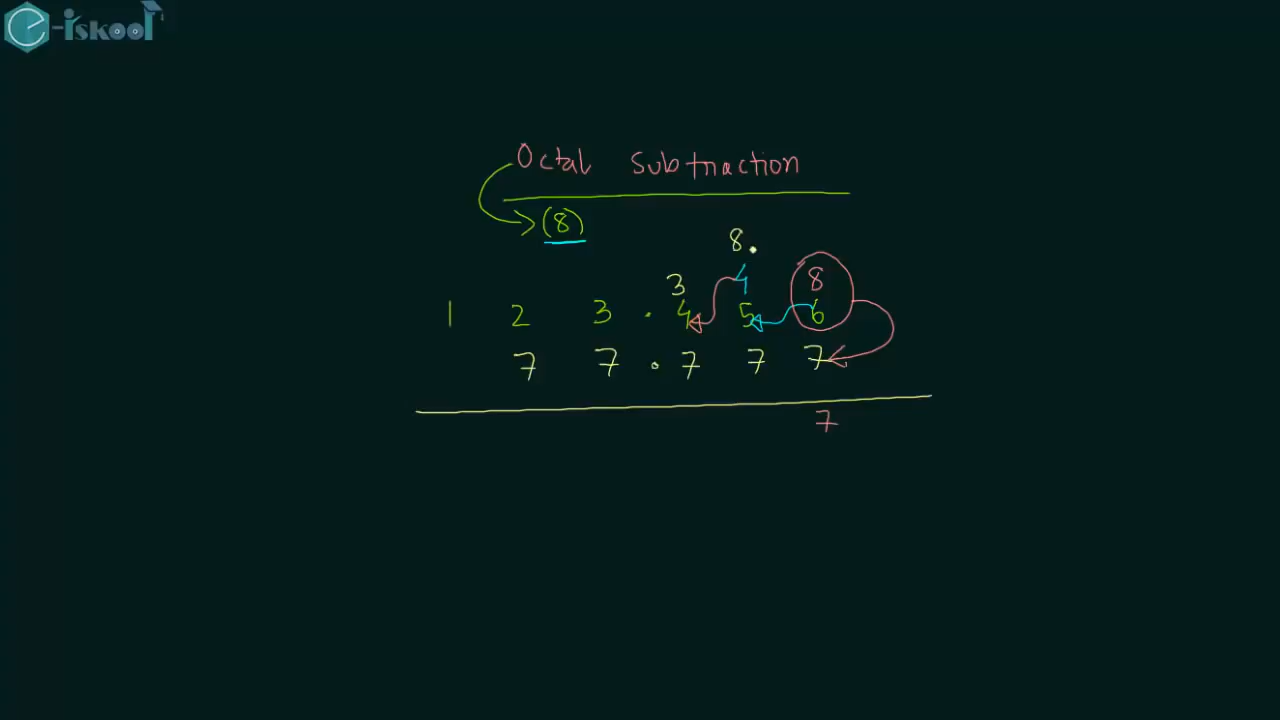 e-iskool
Octal Subtraction
(8)
8.
3 4 8
1 2 3 . 4 5 6
7 7 . 7 7 7
7